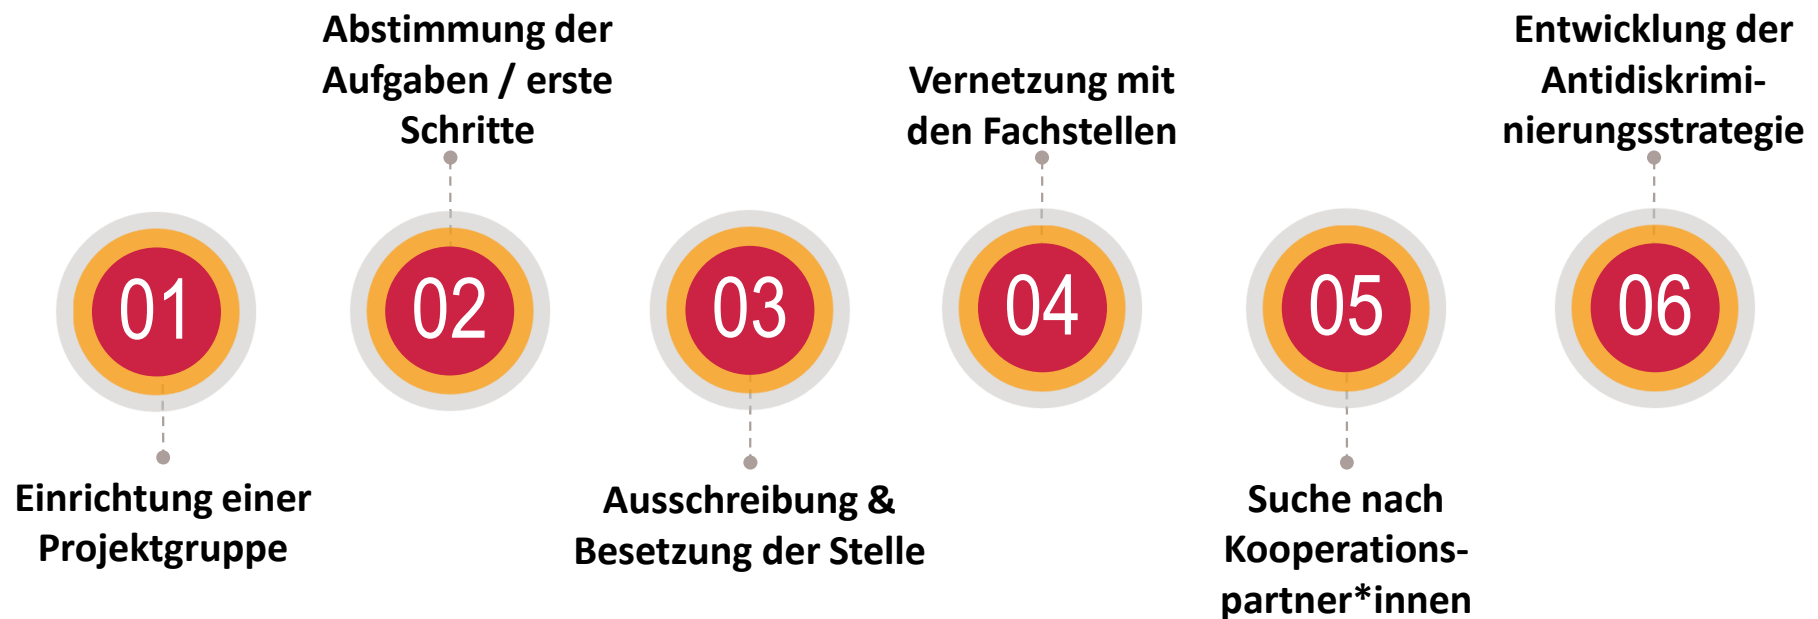 01
Einrichtung einer
Projektgruppe
Abstimmung der
Aufgaben / erste
Schritte
02
03
Ausschreibung &
Besetzung der Stelle
Vernetzung mit
den Fachstellen
04
05
Suche nach
Kooperations-
partner*innen
Entwicklung der
Antidiskrimi-
nierungsstrategie
06